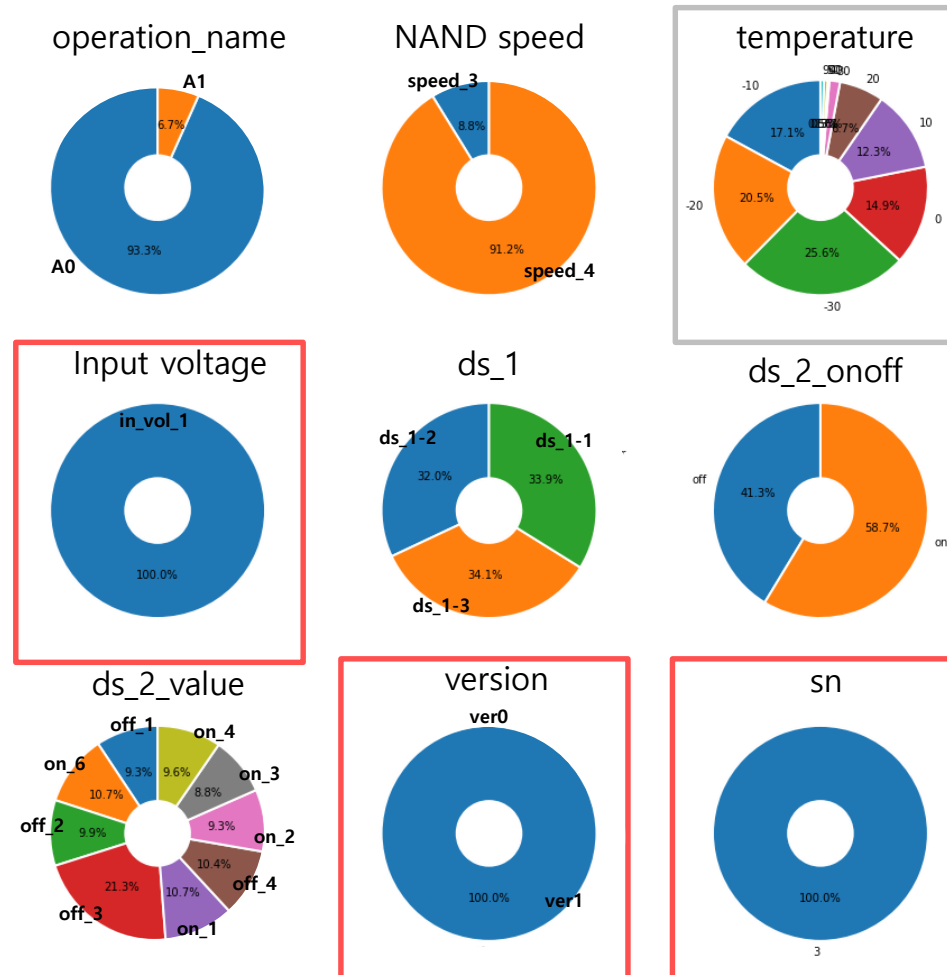 operation_name
A1
6.7%
93.3%
A0
NAND speed
speed_3
8.8%
91.2%
speed_4
temperature
80
20
-10
10
17.1%
12.3%
-20
20.5%
14.9%
0
25.6%
-30
Input voltage
in_vol_1
100.0%
ds_1
ds_1-2
ds_1-1
32.0%
33.9%
34.1%
ds_1-3
ds_2_onoff
off
41.3%
58.7%
on
ds_2_value
off_1
on_4
9.3%
9.6%
on_6
on_3
10.7%
8.8%
off_2
9.9%
9.3%
on_2
10.4%
off_4
21.3%
10.7%
off_3
on_1
version
ver0
100.0%
ver1
sn
100.0%
3